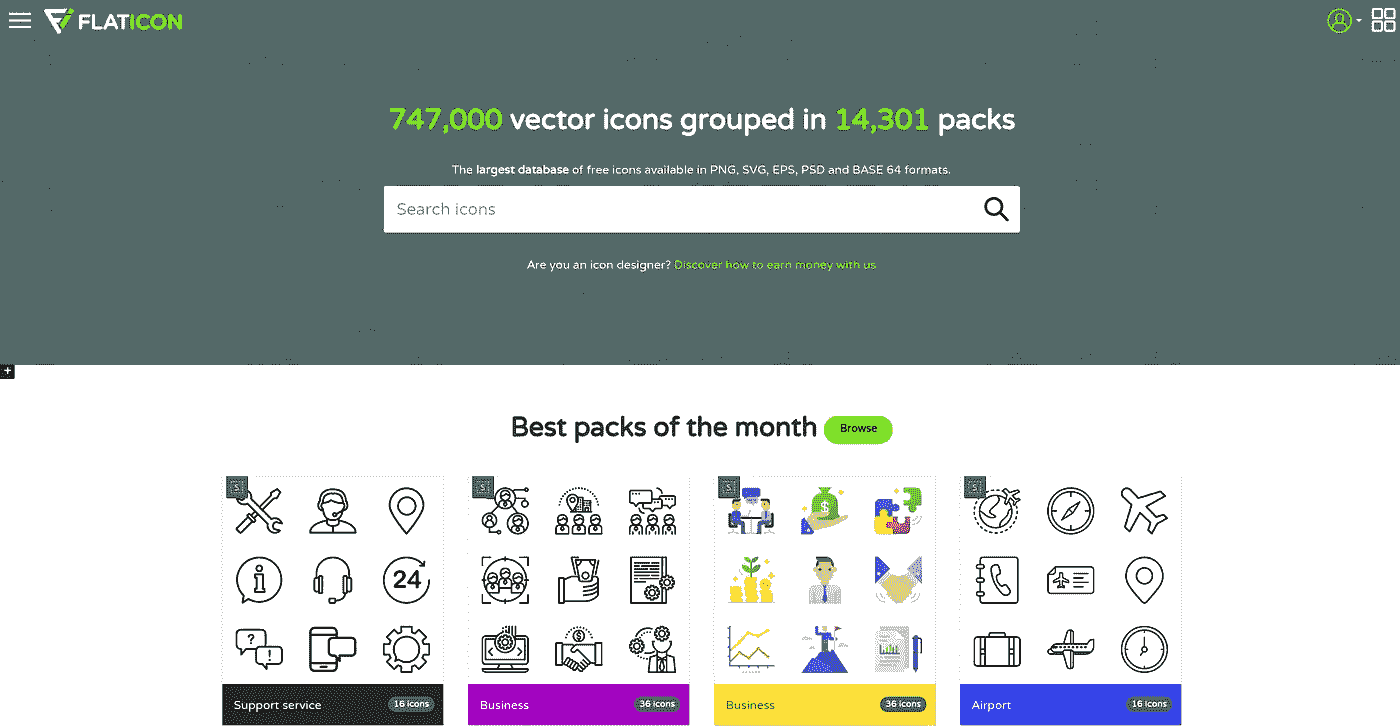 FLATICON
747,000 vector icons grouped in 14,301 packs
The largest database of free icons available in PNG, SVG, EPS, PSD and BASE 64 formats.
Search icons
Are you an icon designer? Discover how to earn money with us
+
Best packs of the month Browse
S S S S
24
? !
Support service 16 icons
Business 36 icons
Business 36 icons
Airport 16 icons